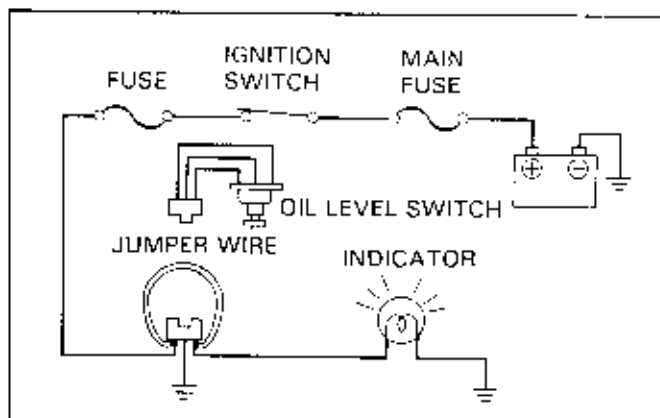 FUSE
IGNITION
SWITCH
MAIN
FUSE
+
−
OIL LEVEL SWITCH
JUMPER WIRE
INDICATOR